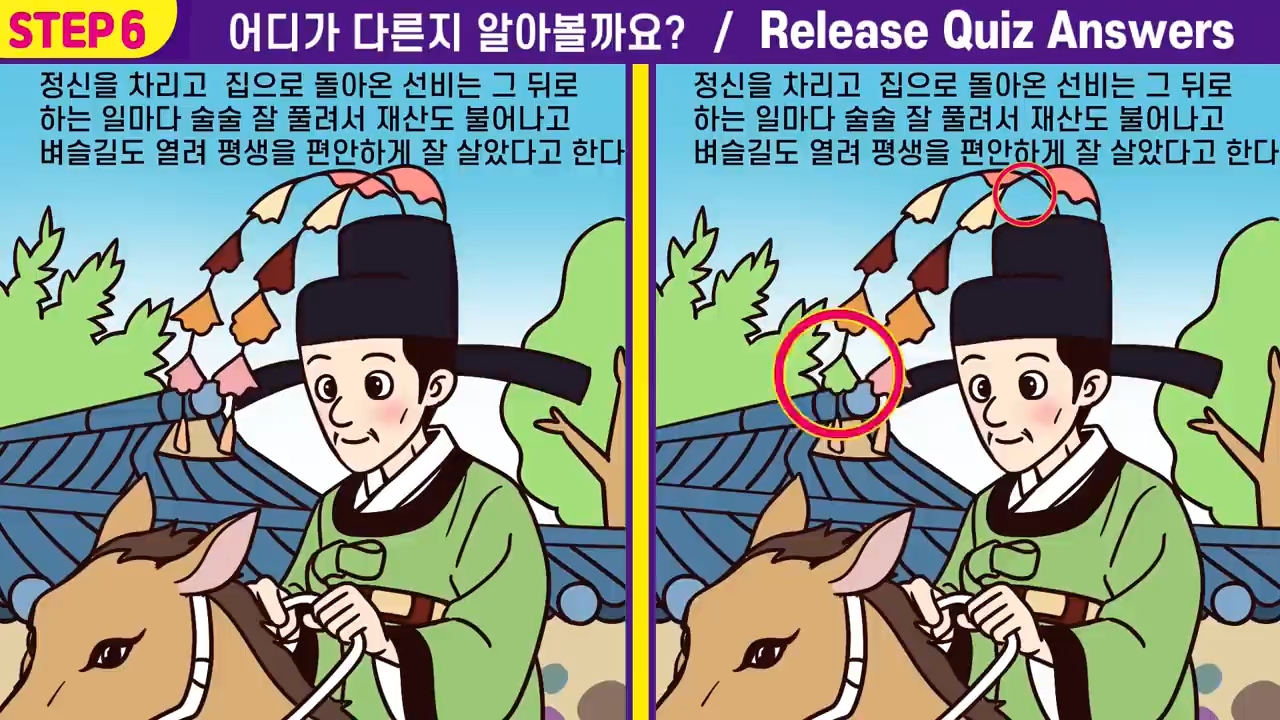 STEP 6
어디가 다른지 알아볼까요? / Release Quiz Answers
정신을 차리고 집으로 돌아온 선비는 그 뒤로
하는 일마다 술술 잘 풀려서 재산도 불어나고
벼슬길도 열려 평생을 편안하게 잘 살았다고 한다
정신을 차리고 집으로 돌아온 선비는 그 뒤로
하는 일마다 술술 잘 풀려서 재산도 불어나고
벼슬길도 열려 평생을 편안하게 잘 살았다고 한다